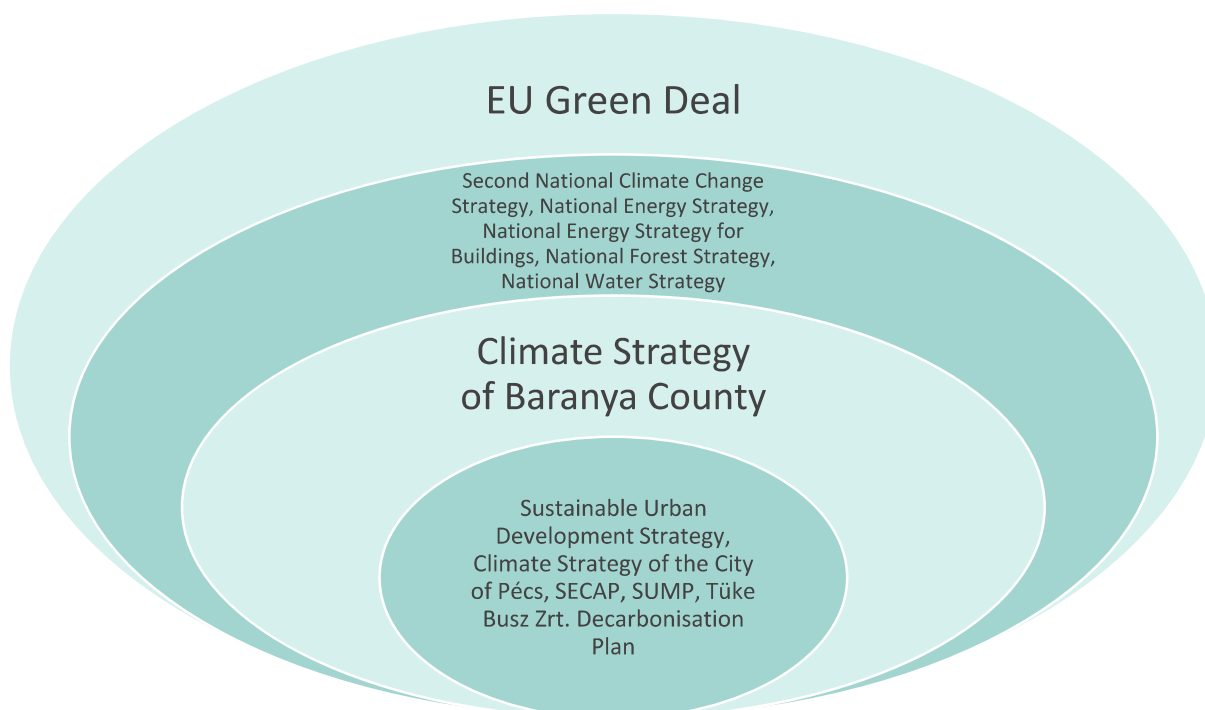 EU Green Deal
Second National Climate Change
Strategy, National Energy Strategy,
National Energy Strategy for
Buildings, National Forest Strategy,
National Water Strategy
Climate Strategy
of Baranya County
Sustainable Urban
Development Strategy,
Climate Strategy of the City
of Pécs, SECAP, SUMP, Tüke
Busz Zrt. Decarbonisation
Plan